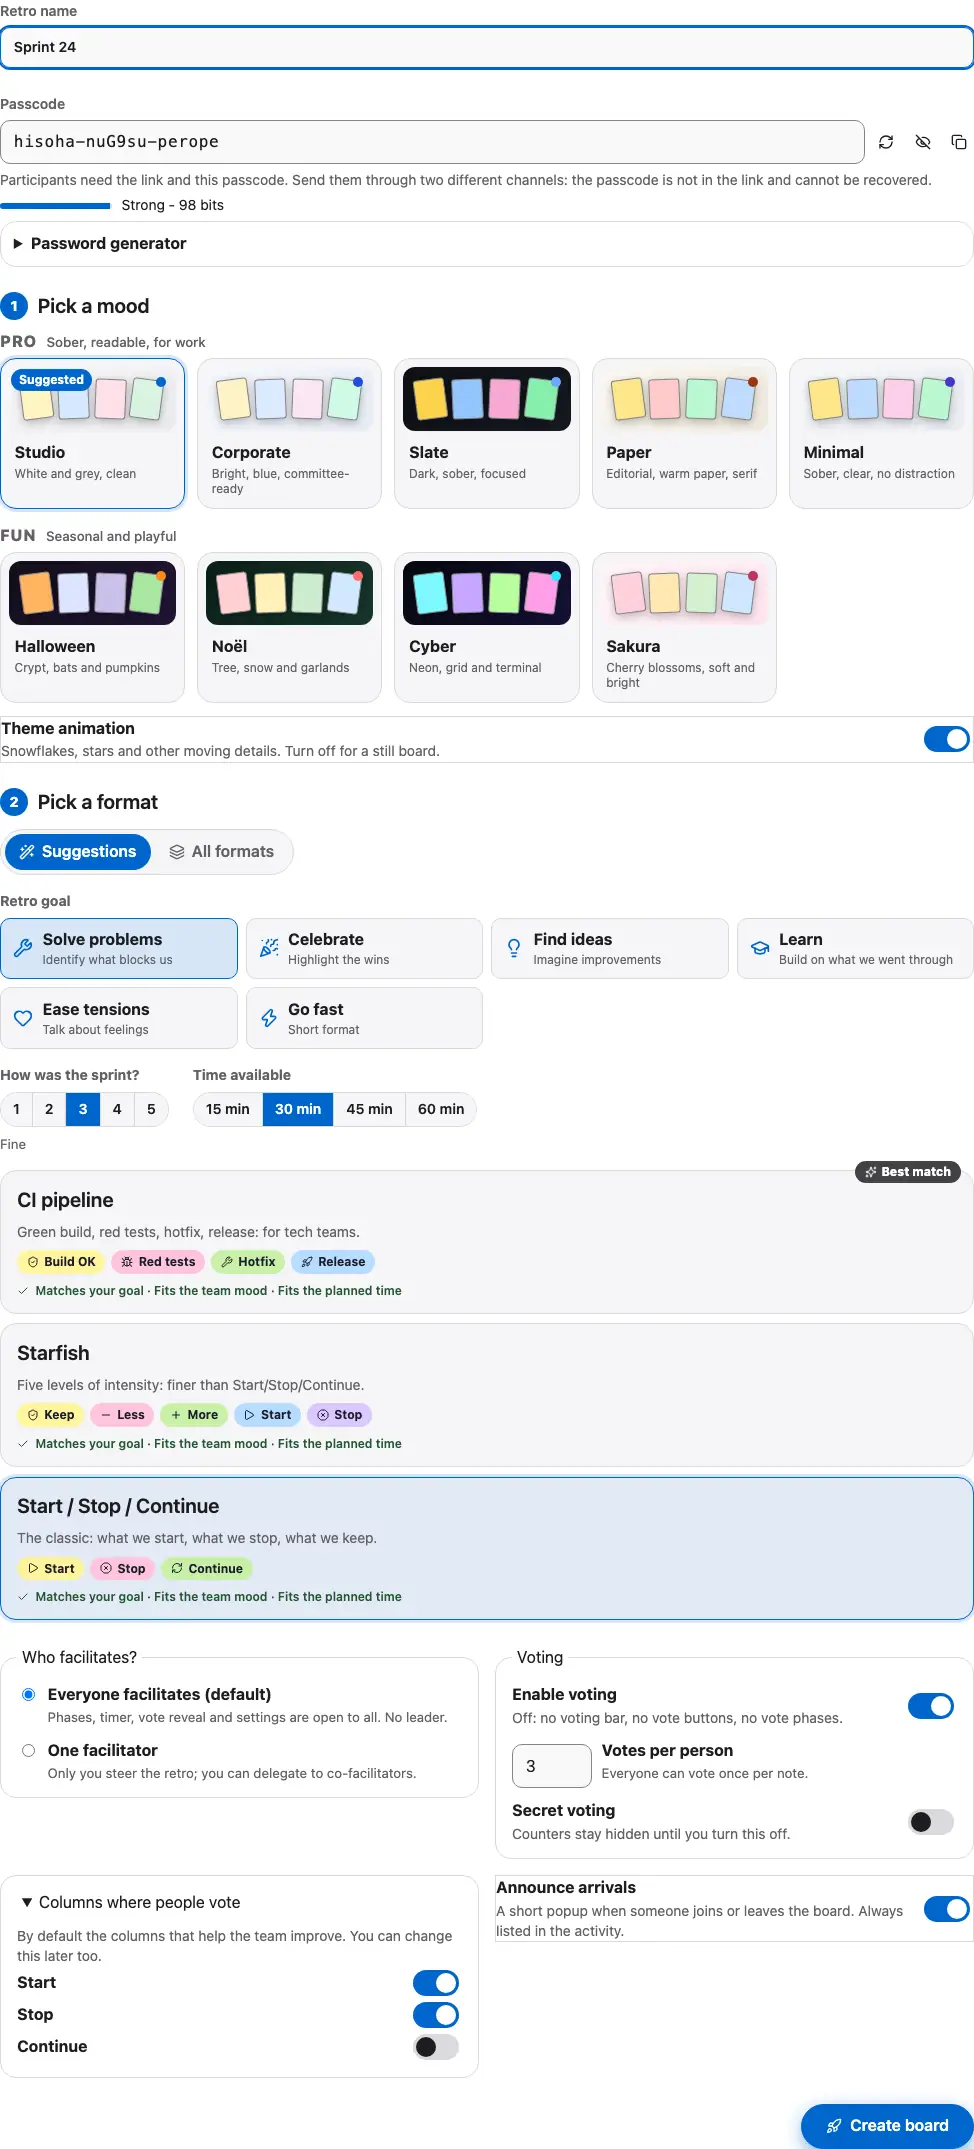 Retro name
Sprint 24
Passcode
hisoha-nuG9su-perope
Participants need the link and this passcode. Send them through two different channels: the passcode is not in the link and cannot be recovered.
Strong - 98 bits
Password generator
1 Pick a mood
PRO Sober, readable, for work
Suggested
Studio
White and grey, clean
Corporate
Bright, blue, committee-
ready
Slate
Dark, sober, focused
Paper
Editorial, warm paper, serif
Minimal
Sober, clear, no distraction
FUN Seasonal and playful
Halloween
Crypt, bats and pumpkins
Noël
Tree, snow and garlands
Cyber
Neon, grid and terminal
Sakura
Cherry blossoms, soft and
bright
Theme animation
Snowflakes, stars and other moving details. Turn off for a still board.
2 Pick a format
Suggestions All formats
Retro goal
Solve problems
Identify what blocks us
Celebrate
Highlight the wins
Find ideas
Imagine improvements
Learn
Build on what we went through
Ease tensions
Talk about feelings
Go fast
Short format
How was the sprint?
1 2 3 4 5
Fine
Time available
15 min 30 min 45 min 60 min
Best match
CI pipeline
Green build, red tests, hotfix, release: for tech teams.
Build OK Red tests Hotfix Release
Matches your goal · Fits the team mood · Fits the planned time
Starfish
Five levels of intensity: finer than Start/Stop/Continue.
Keep Less More Start Stop
Matches your goal · Fits the team mood · Fits the planned time
Start / Stop / Continue
The classic: what we start, what we stop, what we keep.
Start Stop Continue
Matches your goal · Fits the team mood · Fits the planned time
Who facilitates?
Everyone facilitates (default)
Phases, timer, vote reveal and settings are open to all. No leader.
One facilitator
Only you steer the retro; you can delegate to co-facilitators.
Voting
Enable voting
Off: no voting bar, no vote buttons, no vote phases.
3
Votes per person
Everyone can vote once per note.
Secret voting
Counters stay hidden until you turn this off.
Columns where people vote
By default the columns that help the team improve. You can change
this later too.
Start
Stop
Continue
Announce arrivals
A short popup when someone joins or leaves the board. Always
listed in the activity.
Create board